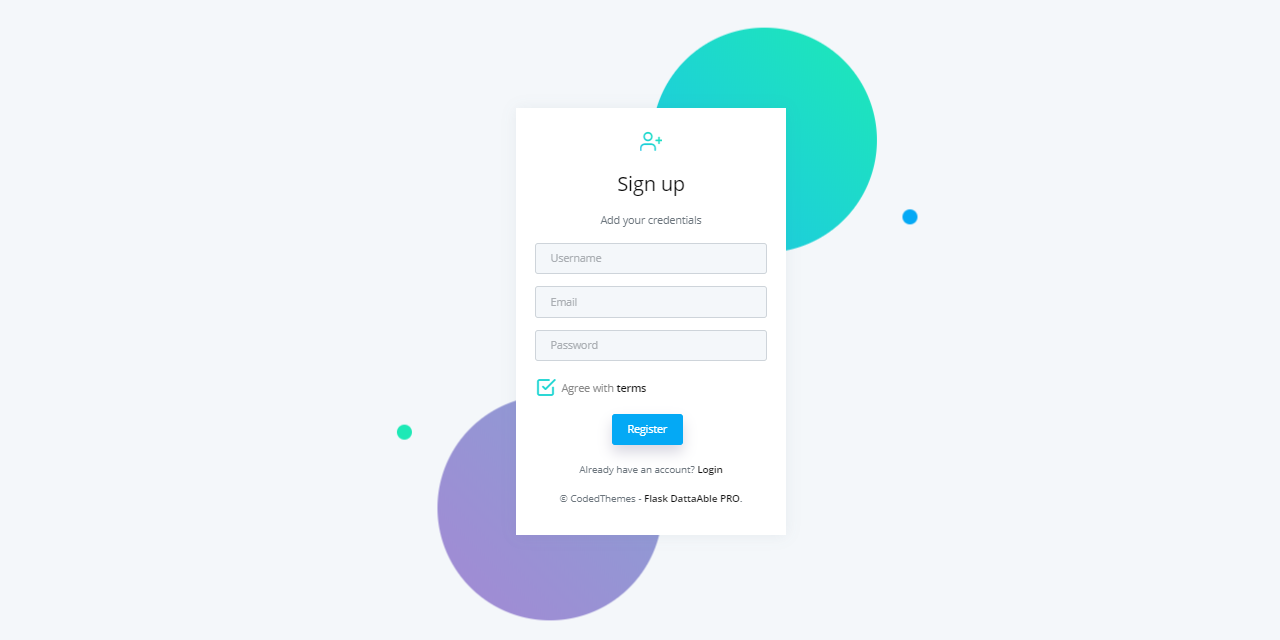 Sign up
Add your credentials
Username
Email
Password
Agree with terms
Register
Already have an account? Login
© CodedThemes - Flask DattaAble PRO.